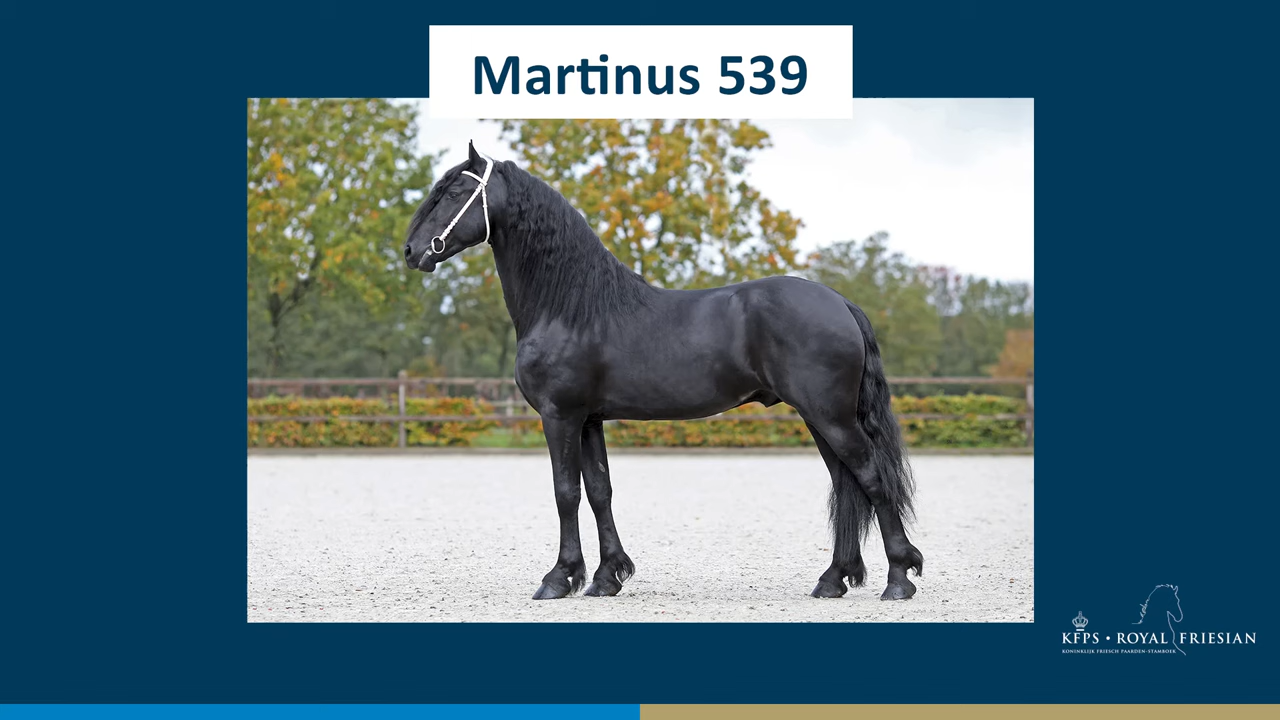 Martinus 539
KFPS • ROYAL FRIESIAN
KONINKLIJK FRIESCH PAARDEN-STAMBOEK